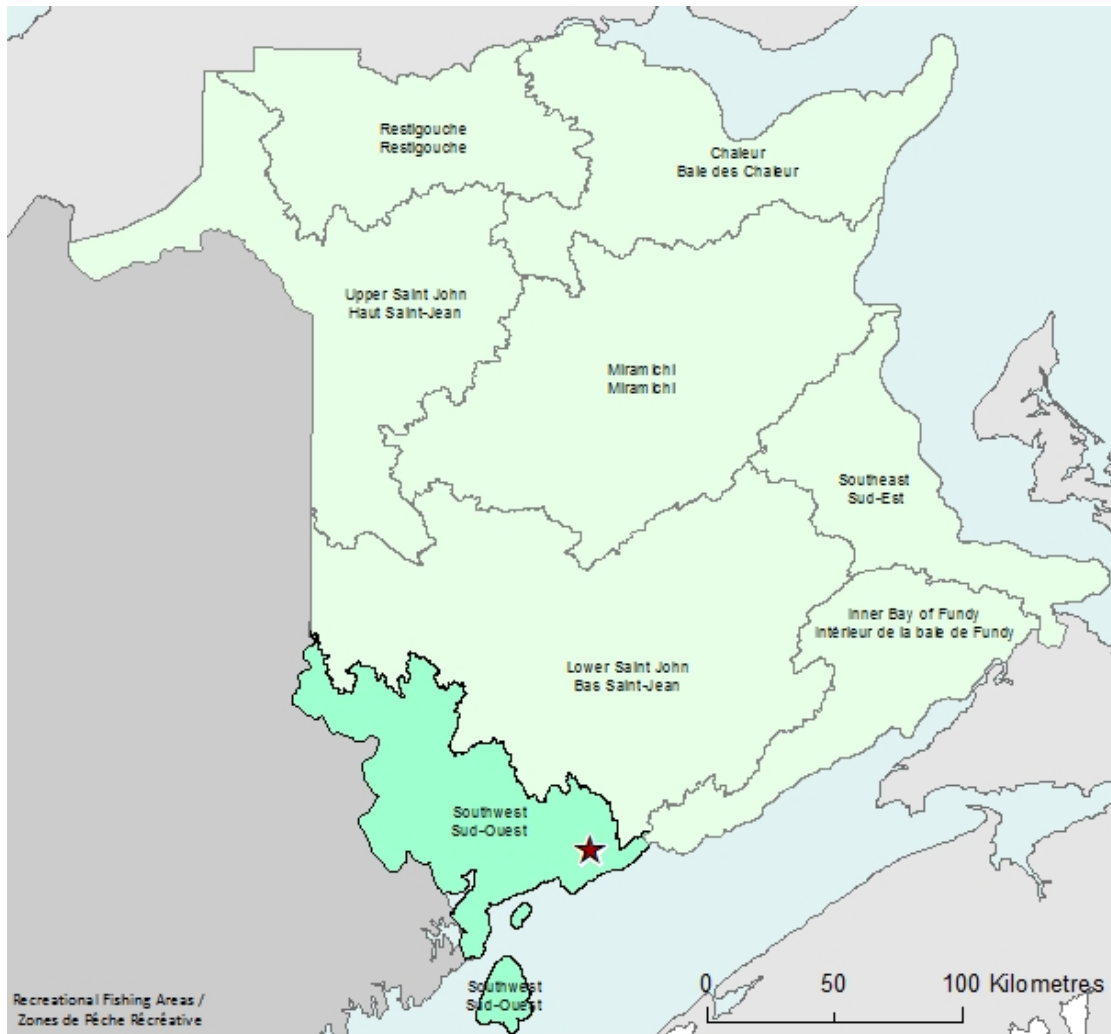 Restigouche
Restigouche
Chaleur
Baie des Chaleur
Upper Saint John
Haut Saint-Jean
Miramichi
Miramichi
Southeast
Sud-Est
Inner Bay of Fundy
Intérieur de la baie de Fundy
Lower Saint John
Bas Saint-Jean
Southwest
Sud-Ouest
Southwest
Sud-Ouest
0 50 100 Kilometres
Recreational Fishing Areas /
Zones de Pêche Récréative